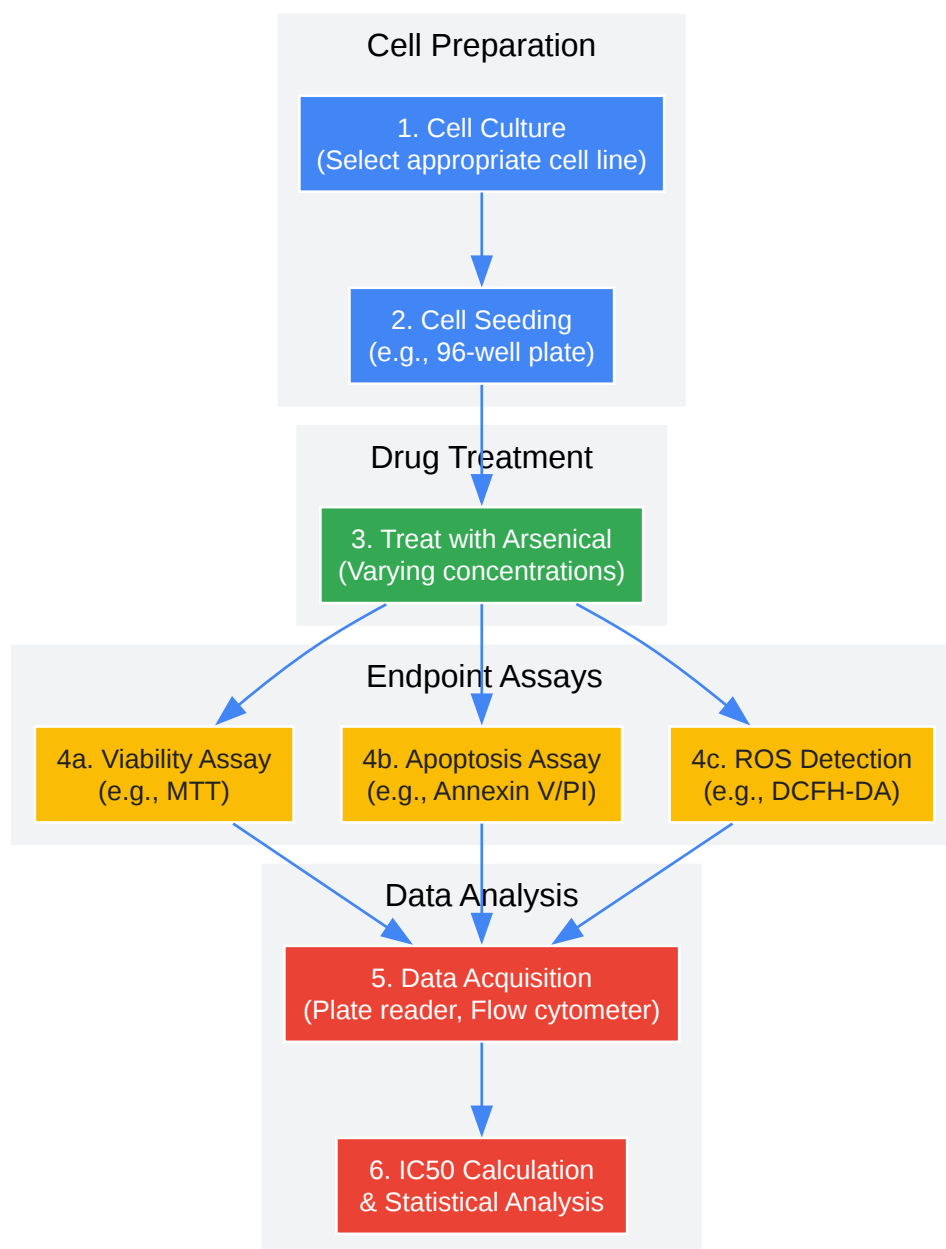 Cell Preparation
1. Cell Culture
(Select appropriate cell line)
2. Cell Seeding
(e.g., 96-well plate)
Drug Treatment
3. Treat with Arsenical
(Varying concentrations)
Endpoint Assays
4a. Viability Assay
(e.g., MTT)
4b. Apoptosis Assay
(e.g., Annexin V/PI)
4c. ROS Detection
(e.g., DCFH-DA)
Data Analysis
5. Data Acquisition
(Plate reader, Flow cytometer)
6. IC50 Calculation
& Statistical Analysis